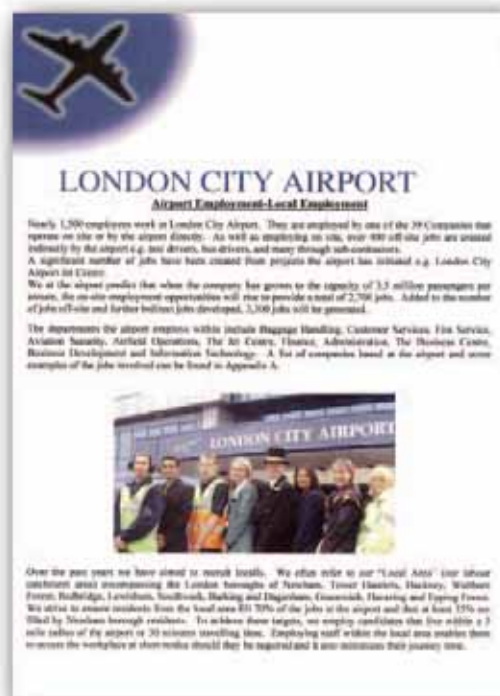 LONDON CITY AIRPORT
Airport Employment-Local Employment
Nearly 1,500 employees work at London City Airport. They are employed by one of the 39 Companies that
operate on site or by the airport directly. As well as employing on site, over 400 off-site jobs are created
indirectly by the airport e.g. taxi drivers, bus drivers, and many through sub-contractors.
A significant number of jobs have been created from projects the airport has initiated e.g. London City
Airport Jet Centre.
We at the airport predict that when the company has grown to the capacity of 3.5 million passengers per
annum, the on-site employment opportunities will rise to provide a total of 2,700 jobs. Added to the number
of jobs off-site and further indirect jobs developed, 3,300 jobs will be generated.
The departments the airport employs within include Baggage Handling, Customer Services, Fire Service,
Aviation Security, Airfield Operations, The Jet Centre, Finance, Administration, The Business Centre,
Business Development and Information Technology. A list of companies based at the airport and some
examples of the jobs involved can be found in Appendix A.
LONDON CITY AIRPORT
Over the past years we have aimed to recruit locally. We often refer to our "Local Area" (our labour
catchment area) encompassing the London boroughs of Newham, Tower Hamlets, Hackney, Waltham
Forest, Redbridge, Lewisham, Southwark, Barking and Dagenham, Greenwich, Havering and Epping Forest.
We strive to ensure residents from the local area fill 70% of the jobs at the airport and that at least 35% are
filled by Newham borough residents. To achieve these targets, we employ candidates that live within a 5
mile radius of the airport or 30 minutes travelling time. Employing staff within the local area enables them
to access the workplace at short notice should they be required and it also minimises their journey time.